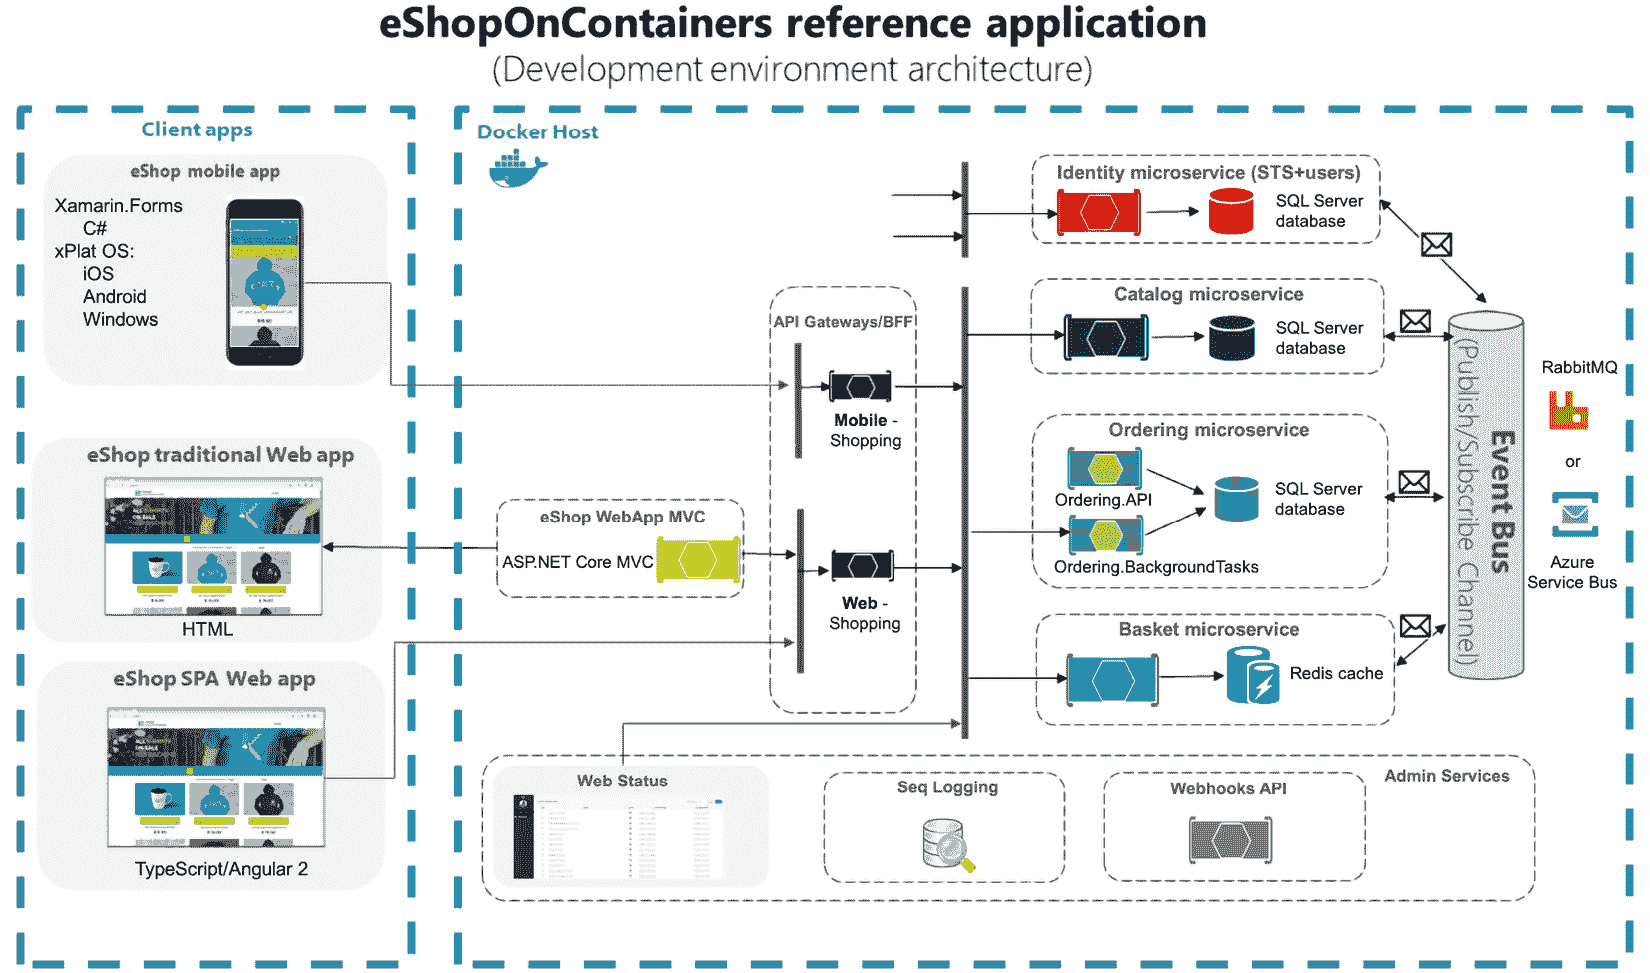 eShopOnContainers reference application
(Development environment architecture)
Client apps
eShop mobile app
Xamarin.Forms
C#
xPlat OS:
iOS
Android
Windows
eShop traditional Web app
HTML
eShop SPA Web app
TypeScript/Angular 2
Docker Host
eShop WebApp MVC
ASP.NET Core MVC
API Gateways/BFF
Mobile -
Shopping
Web -
Shopping
Identity microservice (STS+users)
SQL Server
database
Catalog microservice
SQL Server
database
Ordering microservice
Ordering.API
Ordering.BackgroundTasks
SQL Server
database
Basket microservice
Redis cache
Event Bus
(Publish/Subscribe Channel)
RabbitMQ
or
Azure
Service Bus
Admin Services
Web Status
Seq Logging
Webhooks API